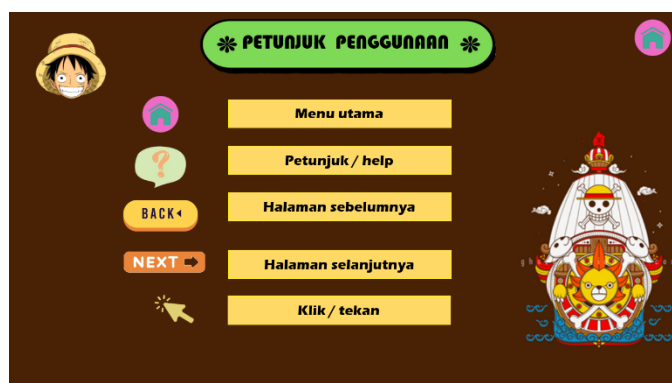 PETUNJUK PENGGUNAAN
Menu utama
?
Petunjuk / help
BACK
Halaman sebelumnya
NEXT
Halaman selanjutnya
Klik / tekan